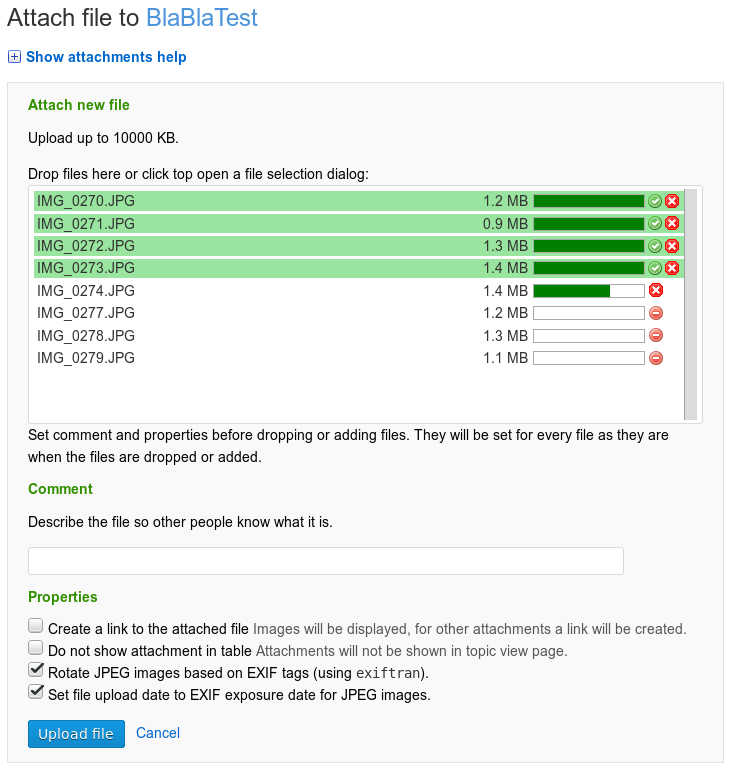 Attach file to BlaBlaTest
Show attachments help
Attach new file
Upload up to 10000 KB.
Drop files here or click top open a file selection dialog:
IMG_0270.JPG 1.2 MB
IMG_0271.JPG 0.9 MB
IMG_0272.JPG 1.3 MB
IMG_0273.JPG 1.4 MB
IMG_0274.JPG 1.4 MB
IMG_0277.JPG 1.2 MB
IMG_0278.JPG 1.3 MB
IMG_0279.JPG 1.1 MB
Set comment and properties before dropping or adding files. They will be set for every file as they are
when the files are dropped or added.
Comment
Describe the file so other people know what it is.
Properties
Create a link to the attached file Images will be displayed, for other attachments a link will be created.
Do not show attachment in table Attachments will not be shown in topic view page.
Rotate JPEG images based on EXIF tags (using exiftran).
Set file upload date to EXIF exposure date for JPEG images.
Upload file Cancel